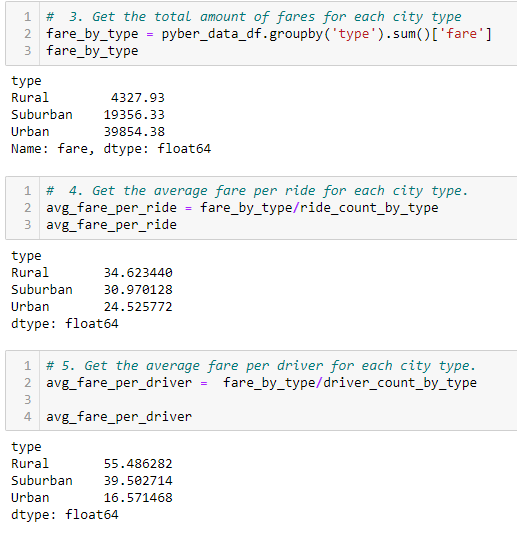 1 #  3. Get the total amount of fares for each city type
2 fare_by_type = pyber_data_df.groupby('type').sum()['fare']
3 fare_by_type
type
Rural        4327.93
Suburban    19356.33
Urban       39854.38
Name: fare, dtype: float64
1 #  4. Get the average fare per ride for each city type.
2 avg_fare_per_ride = fare_by_type/ride_count_by_type
3 avg_fare_per_ride
type
Rural       34.623440
Suburban    30.970128
Urban       24.525772
dtype: float64
1 # 5. Get the average fare per driver for each city type.
2 avg_fare_per_driver =  fare_by_type/driver_count_by_type
3
4 avg_fare_per_driver
type
Rural       55.486282
Suburban    39.502714
Urban       16.571468
dtype: float64